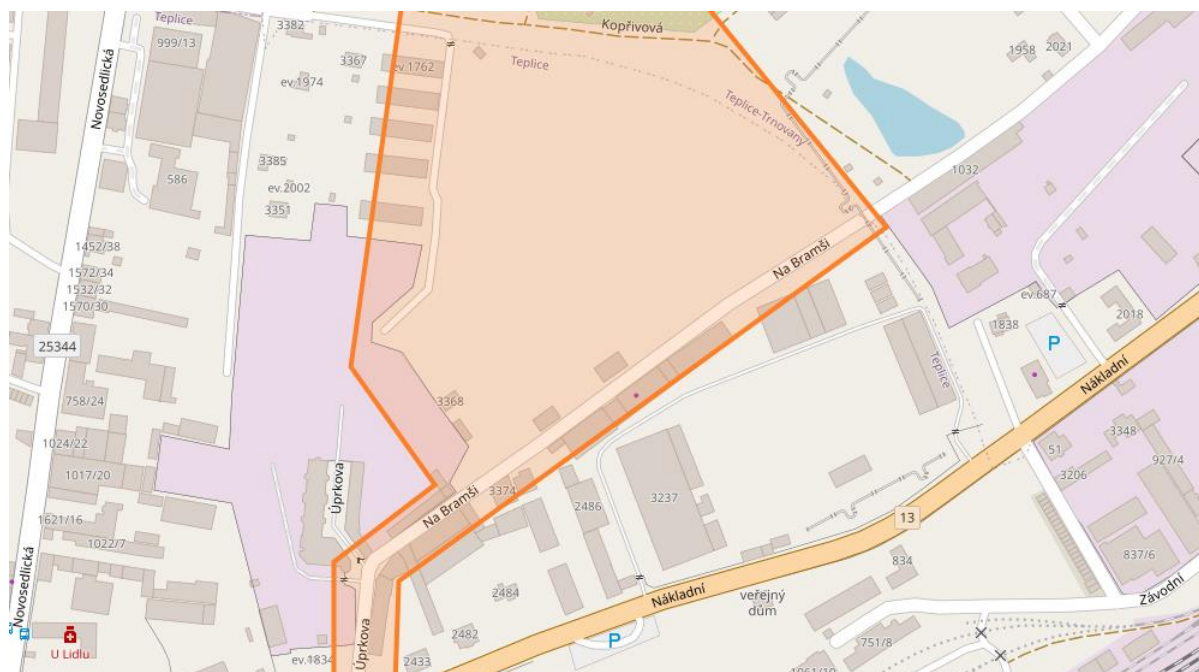 Teplice
3382
Kopřivová
999/13
3367
ev.1762
Teplice
1958
2021
Novosedlická
ev.1974
Teplice-Trnovany
3385
586
ev.2002
3351
1032
1452/38
1572/34
1532/32
1570/30
Na Bramši
ev.687
2018
1838
P
25344
Teplice
Nákladní
758/24
3368
1024/22
51
3348
927/4
1017/20
3206
Úprkova
3374
Na Bramši
2486
3237
13
1621/16
1022/7
837/6
834
Novosedlická
2484
Nákladní
veřejný
dům
Závodní
2482
P
751/8
U Lidlu
ev.1834
Úprkova
2433
1061/10